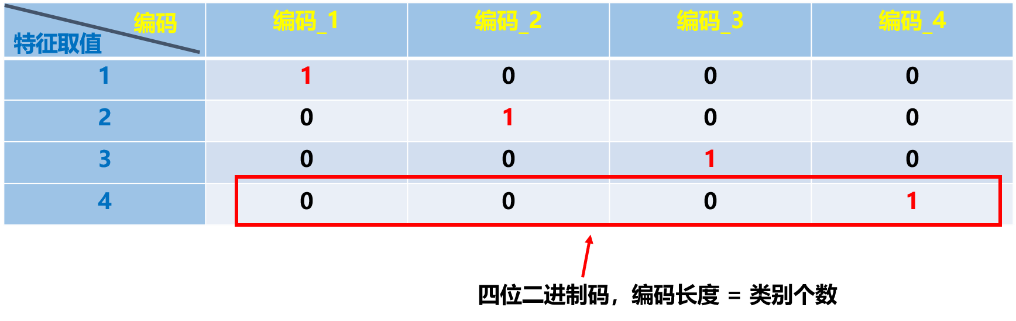 编码 编码_1 编码_2 编码_3 编码_4
特征取值
1 1 0 0 0
2 0 1 0 0
3 0 0 1 0
4 0 0 0 1
四位二进制码，编码长度 = 类别个数